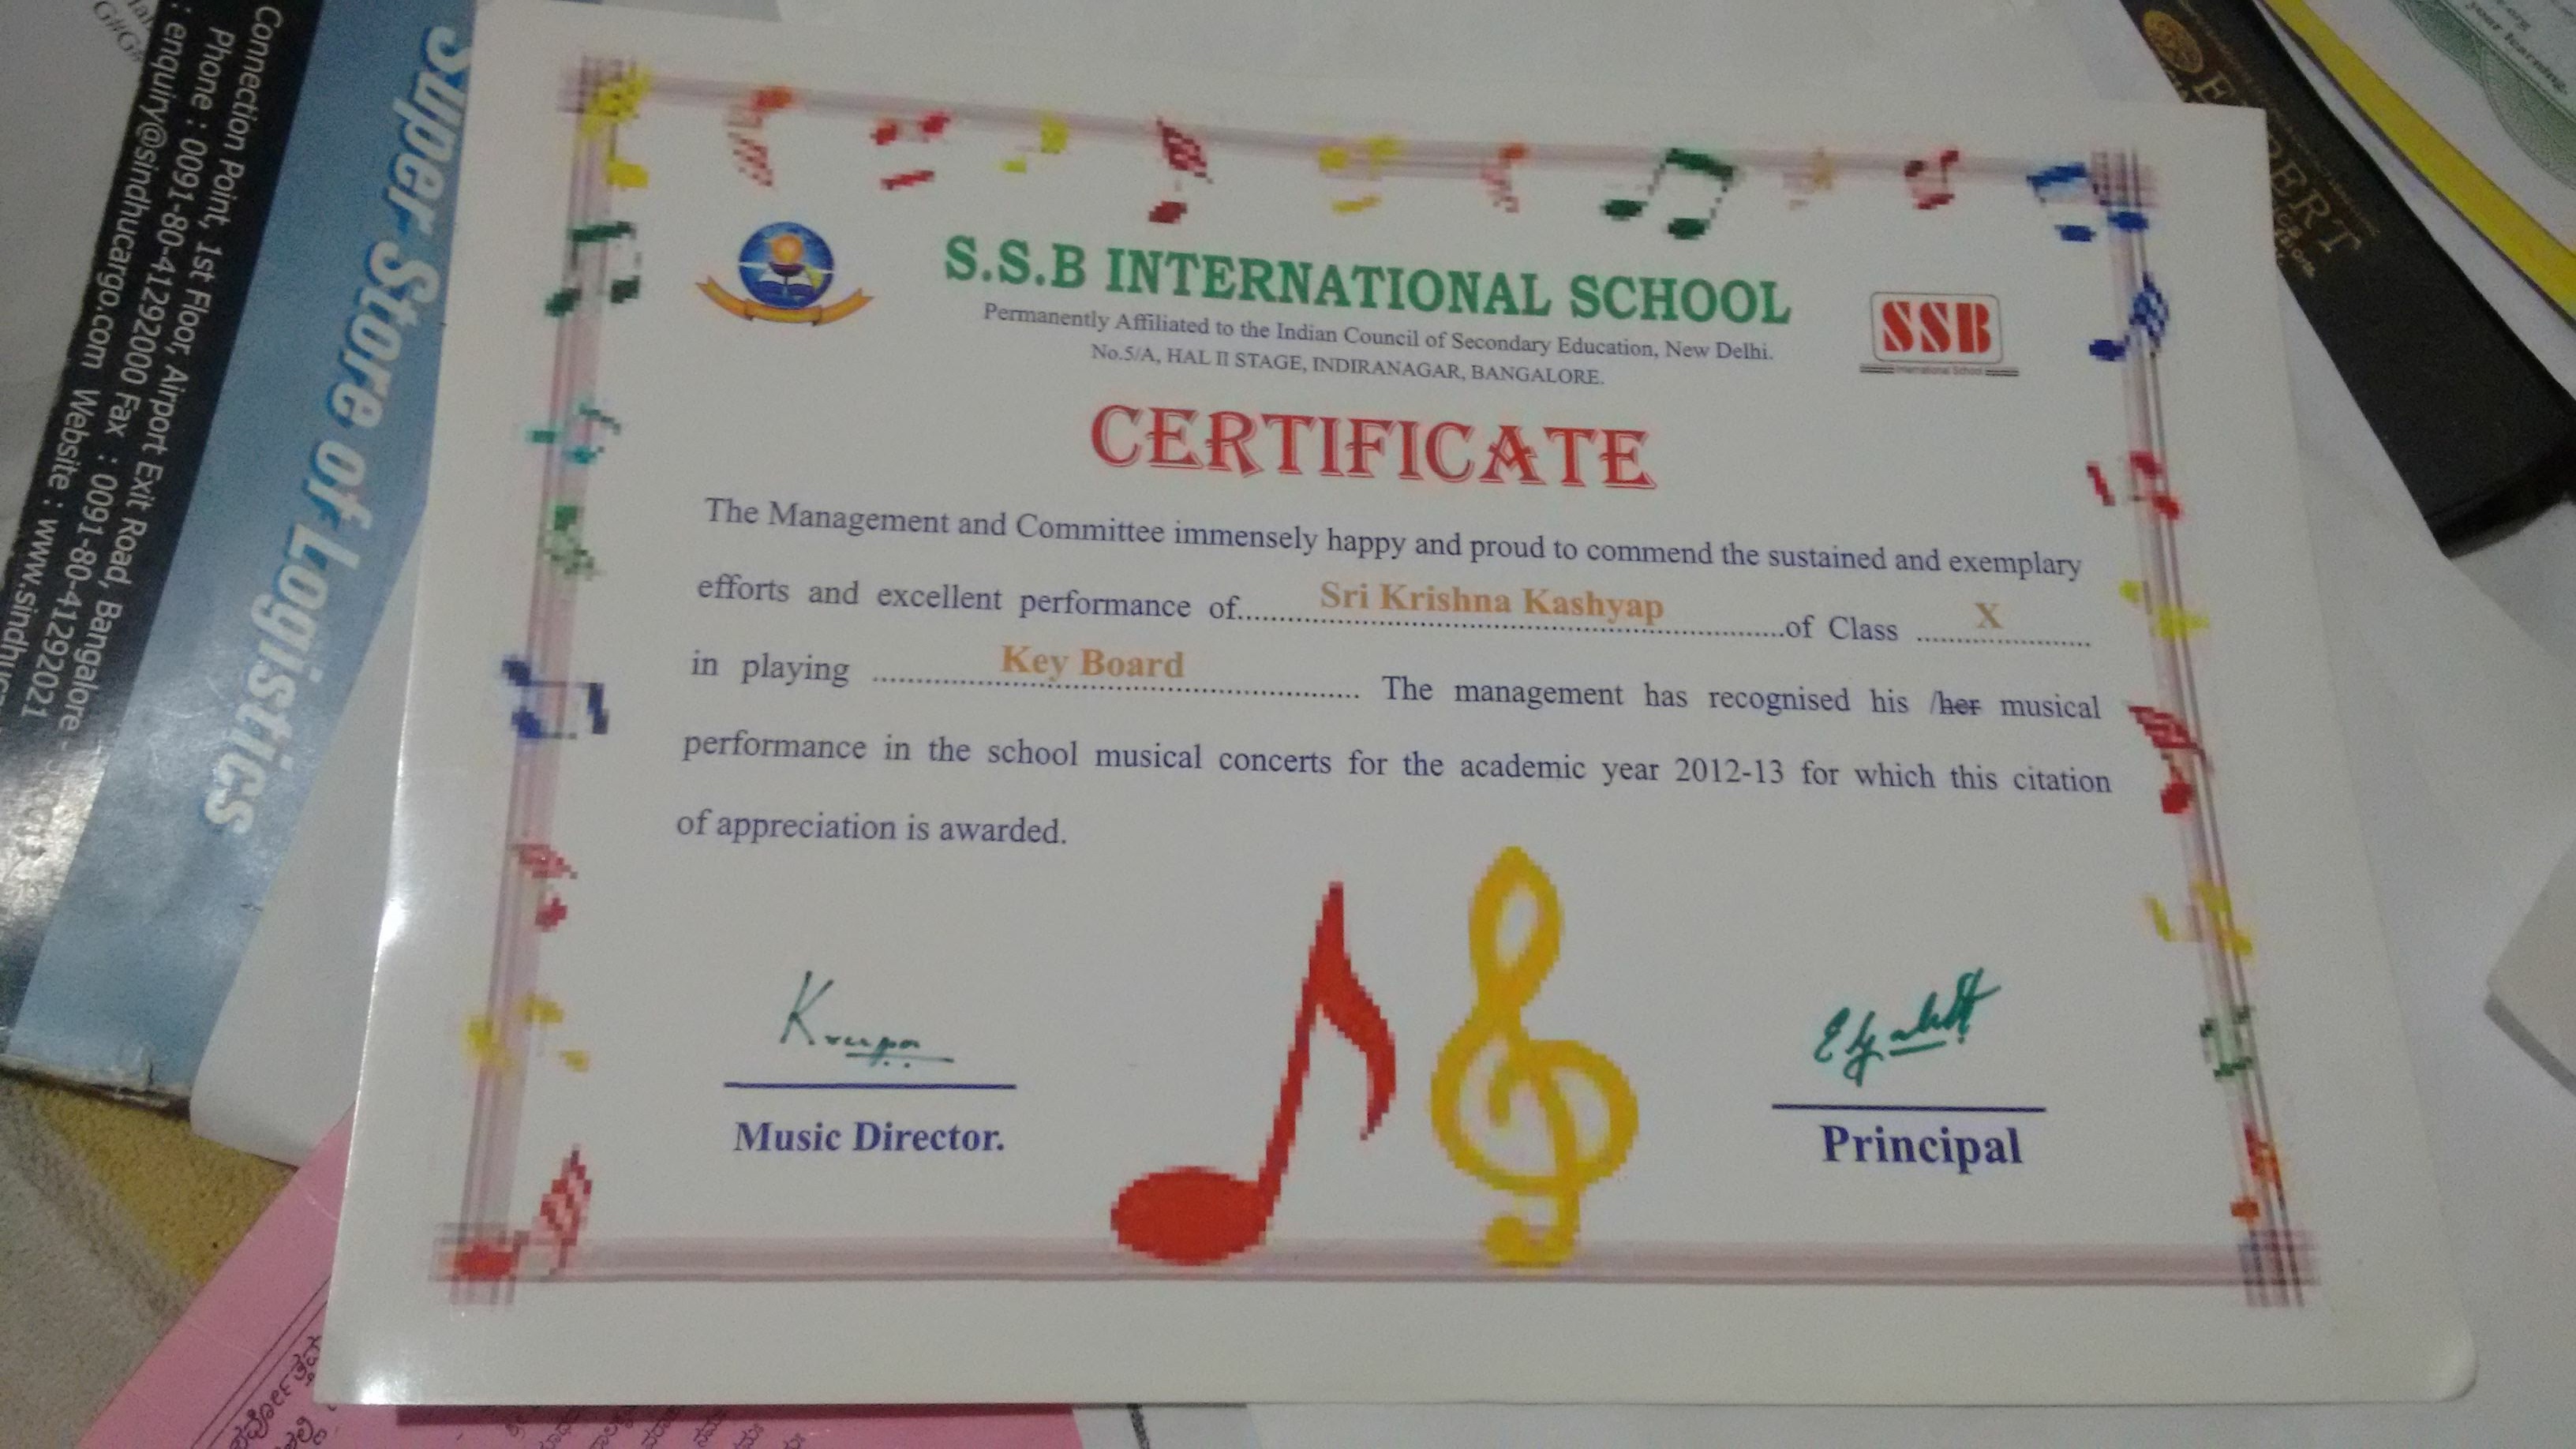 S.S.B INTERNATIONAL SCHOOL
Permanently Affiliated to the Indian Council of Secondary Education, New Delhi.
No.5/A, HAL II STAGE, INDIRANAGAR, BANGALORE.
SSB
International School
CERTIFICATE
The Management and Committee immensely happy and proud to commend the sustained and exemplary
efforts and excellent performance of Sri Krishna Kashyap of Class X
in playing Key Board The management has recognised his /her musical
performance in the school musical concerts for the academic year 2012-13 for which this citation
of appreciation is awarded.
Krupa
Music Director.
Elizabeth
Principal
Super Store of Logistics
Connection Point, 1st Floor, Airport Exit Road, Bangalore -
Phone : 0091-80-41292000 Fax : 0091-80-41292021
: enquiry@sindhucargo.com Website : www.sindhu
your learning